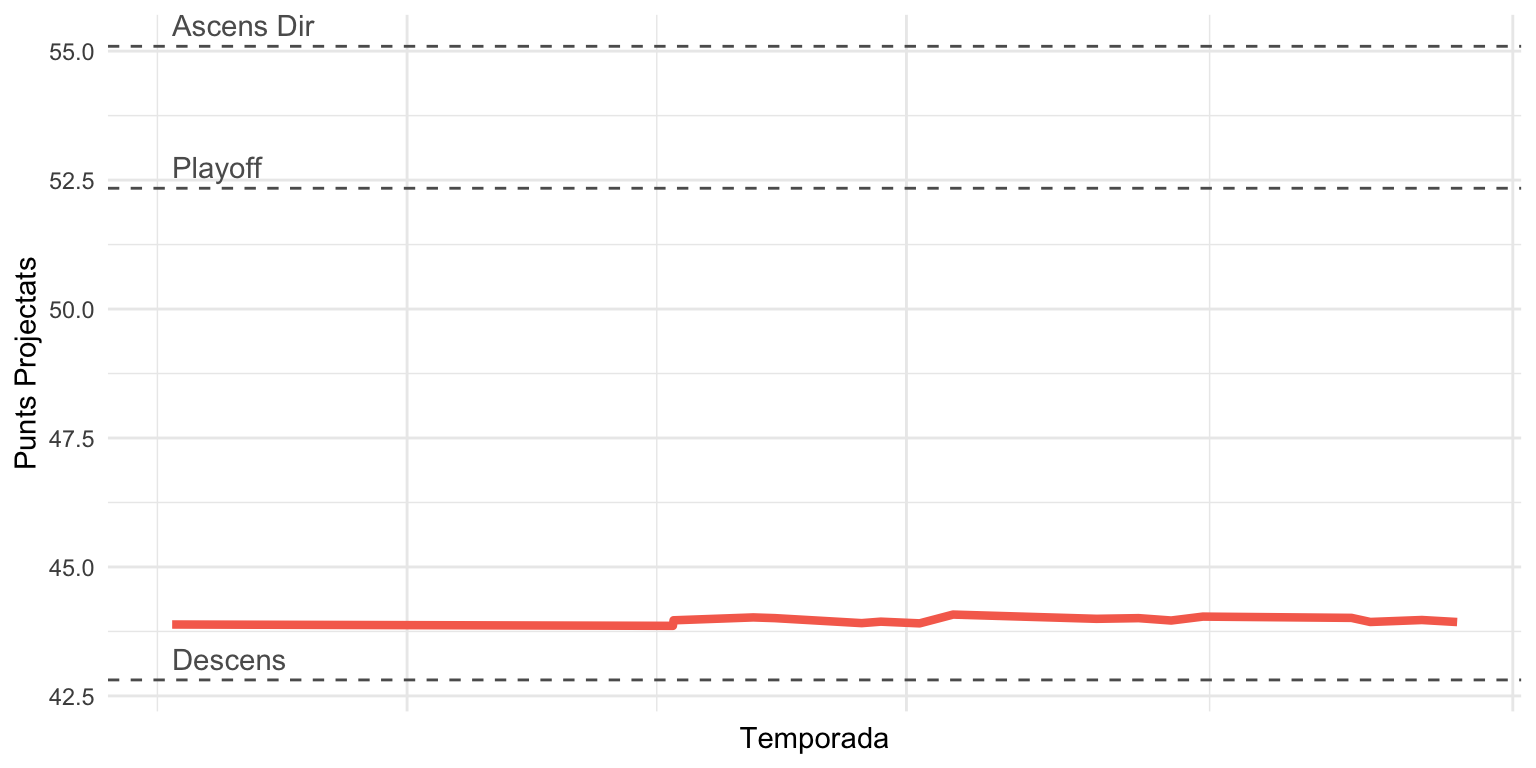 Ascens Dir
55.0
Playoff
52.5
50.0
Punts Projectats
47.5
45.0
Descens
42.5
Temporada